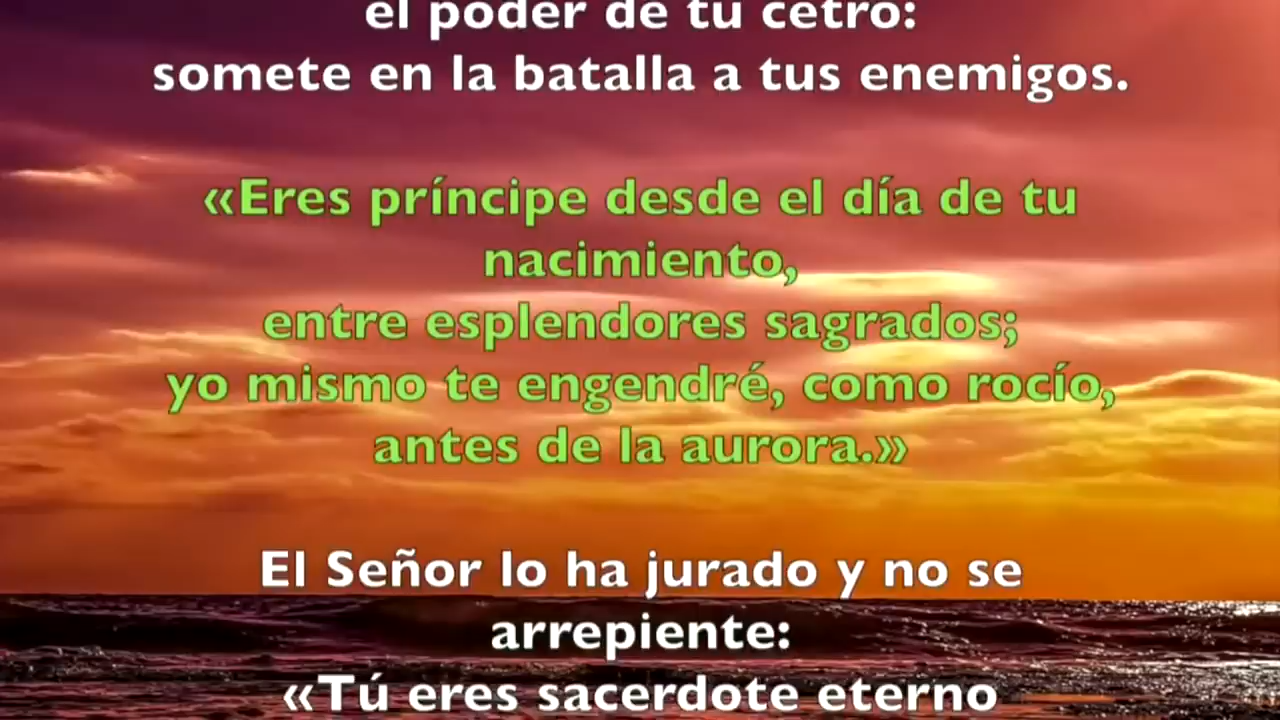 el poder de tu cetro:
somete en la batalla a tus enemigos.
«Eres príncipe desde el día de tu
nacimiento,
entre esplendores sagrados;
yo mismo te engendré, como rocío,
antes de la aurora.»
El Señor lo ha jurado y no se
arrepiente:
«Tú eres sacerdote eterno